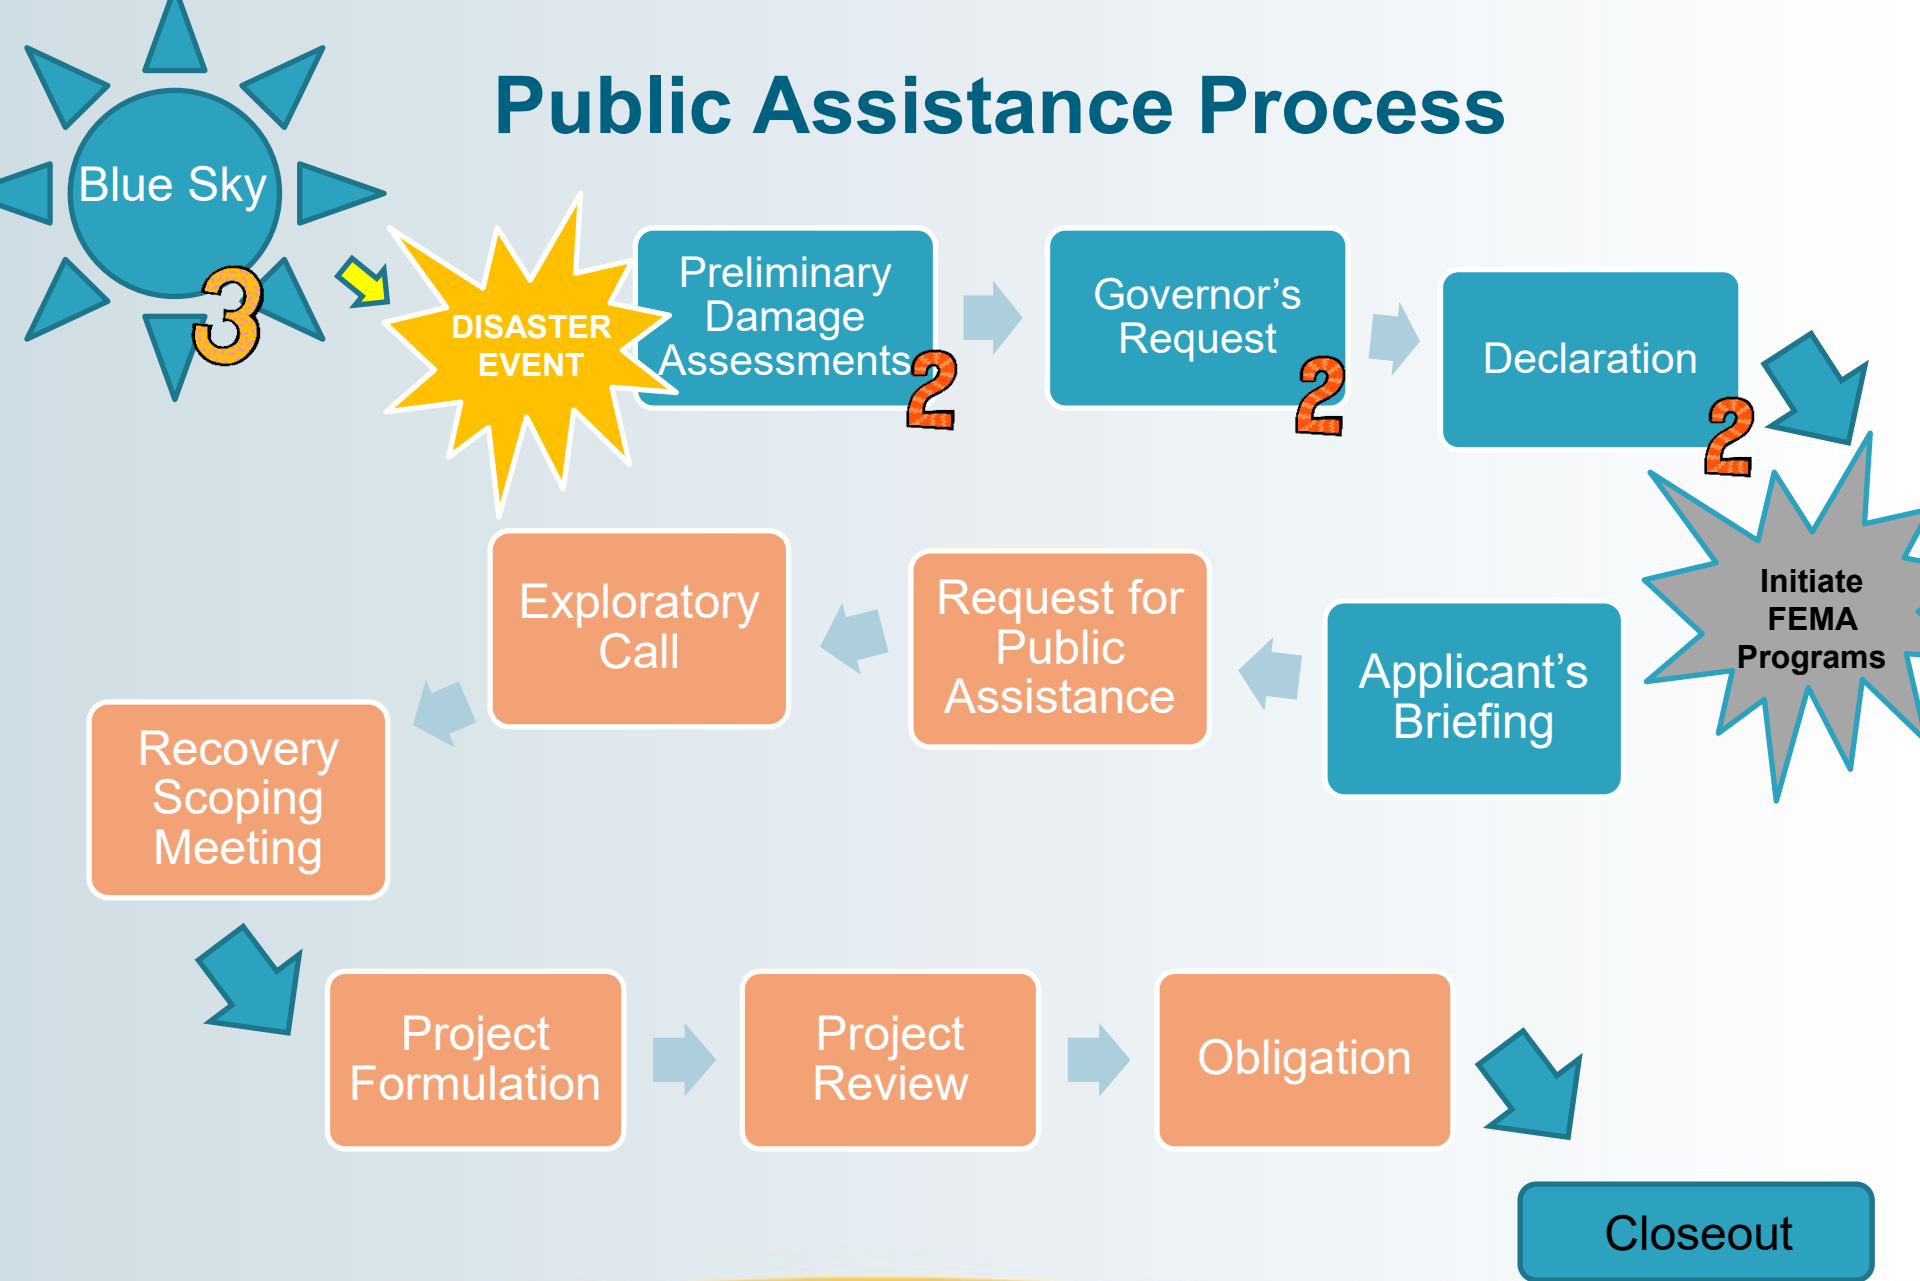 Public Assistance Process
Blue Sky
3
DISASTER
EVENT
Preliminary
Damage
Assessments
2
Governor's
Request
2
Declaration
2
Initiate
FEMA
Programs
Applicant's
Briefing
Request for
Public
Assistance
Exploratory
Call
Recovery
Scoping
Meeting
Project
Formulation
Project
Review
Obligation
Closeout